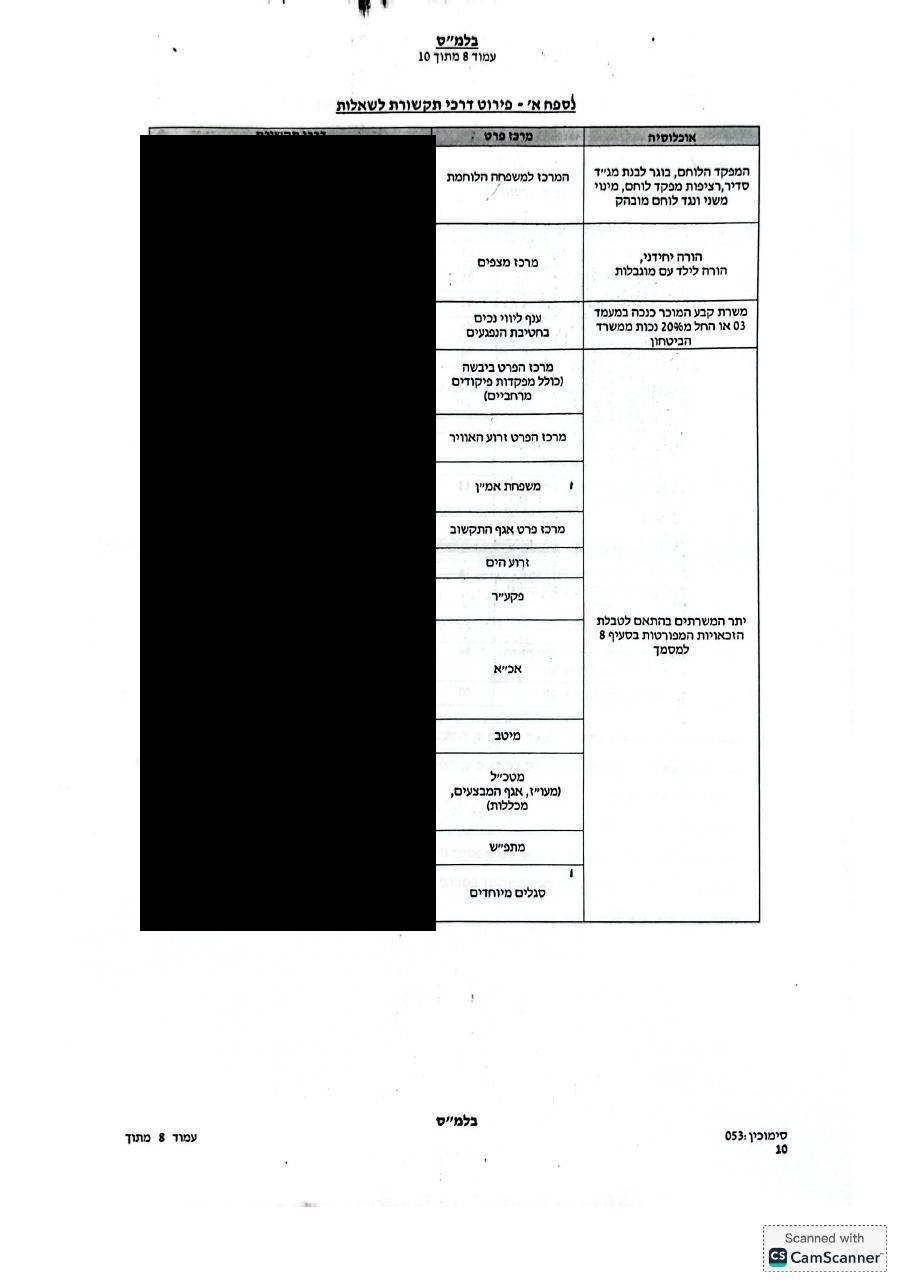 בלמ"ס
עמוד 8 מתוך 10
נספח א' - פירוט דרכי תקשורת לשאלות
אוכלוסיה
מרכז פרט
המפקד הלוחם, בוגר לבנת מג"ד
סדיר,רציפות מפקד לוחם, מינוי
משני ונגד לוחם מובהק
המרכז למשפחה הלוחמת
הורה יחידני,
הורה לילד עם מוגבלות
מרכז מצפים
משרת קבע המוכר כנכה במעמד
03 או החל מ20% נכות ממשרד
הביטחון
ענף ליווי נכים
בחטיבת הנפגעים
יתר המשרתים בהתאם לטבלת
הזכאויות המפורטות בסעיף 8
למסמך
מרכז הפרט ביבשה
(כולל מפקדות פיקודים
מרחביים)
מרכז הפרט זרוע האוויר
משפחת אמ"ן
מרכז פרט אגף התקשוב
זרוע הים
פקע"ר
אכ"א
מיטב
מטכ"ל
(מעו"ז, אגף המבצעים,
מכללות)
מתפ"ש
סגלים מיוחדים
בלמ"ס
סימוכין: 053
עמוד 8 מתוך
10
Scanned with
CS CamScanner